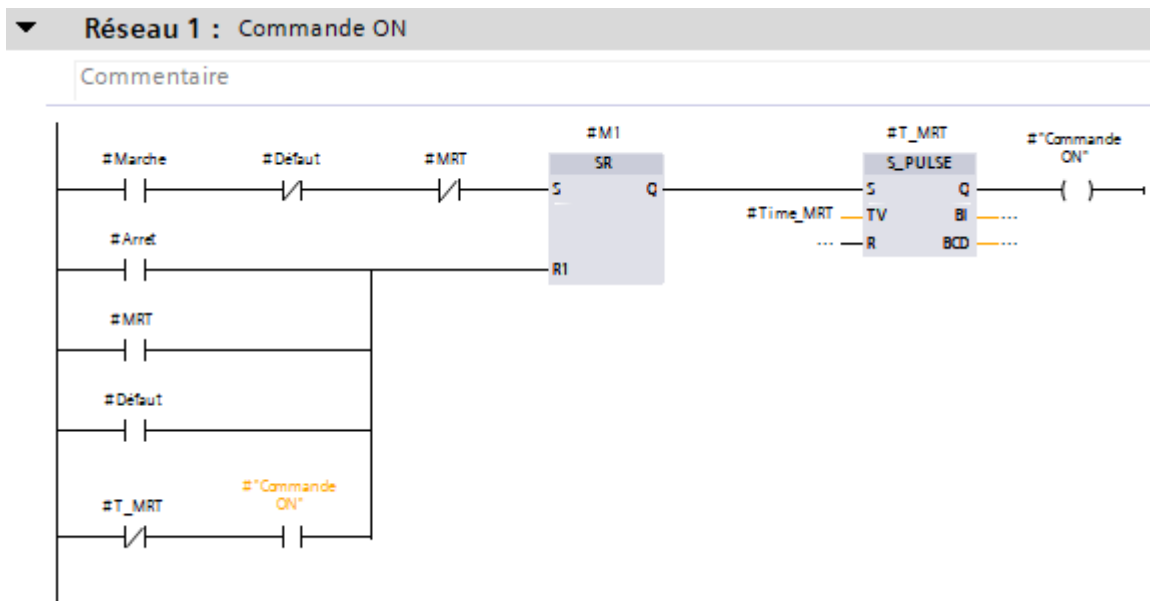 Réseau 1 : Commande ON
Commentaire
#M1
#T_MRT
#"Commande
ON"
#Marche
#Défaut
#MRT
SR
S_PULSE
S
Q
S
Q
#Time_MRT
TV
BI
---
#Arret
---
R
BCD
---
R1
#MRT
#Défaut
#"Commande
ON"
#T_MRT